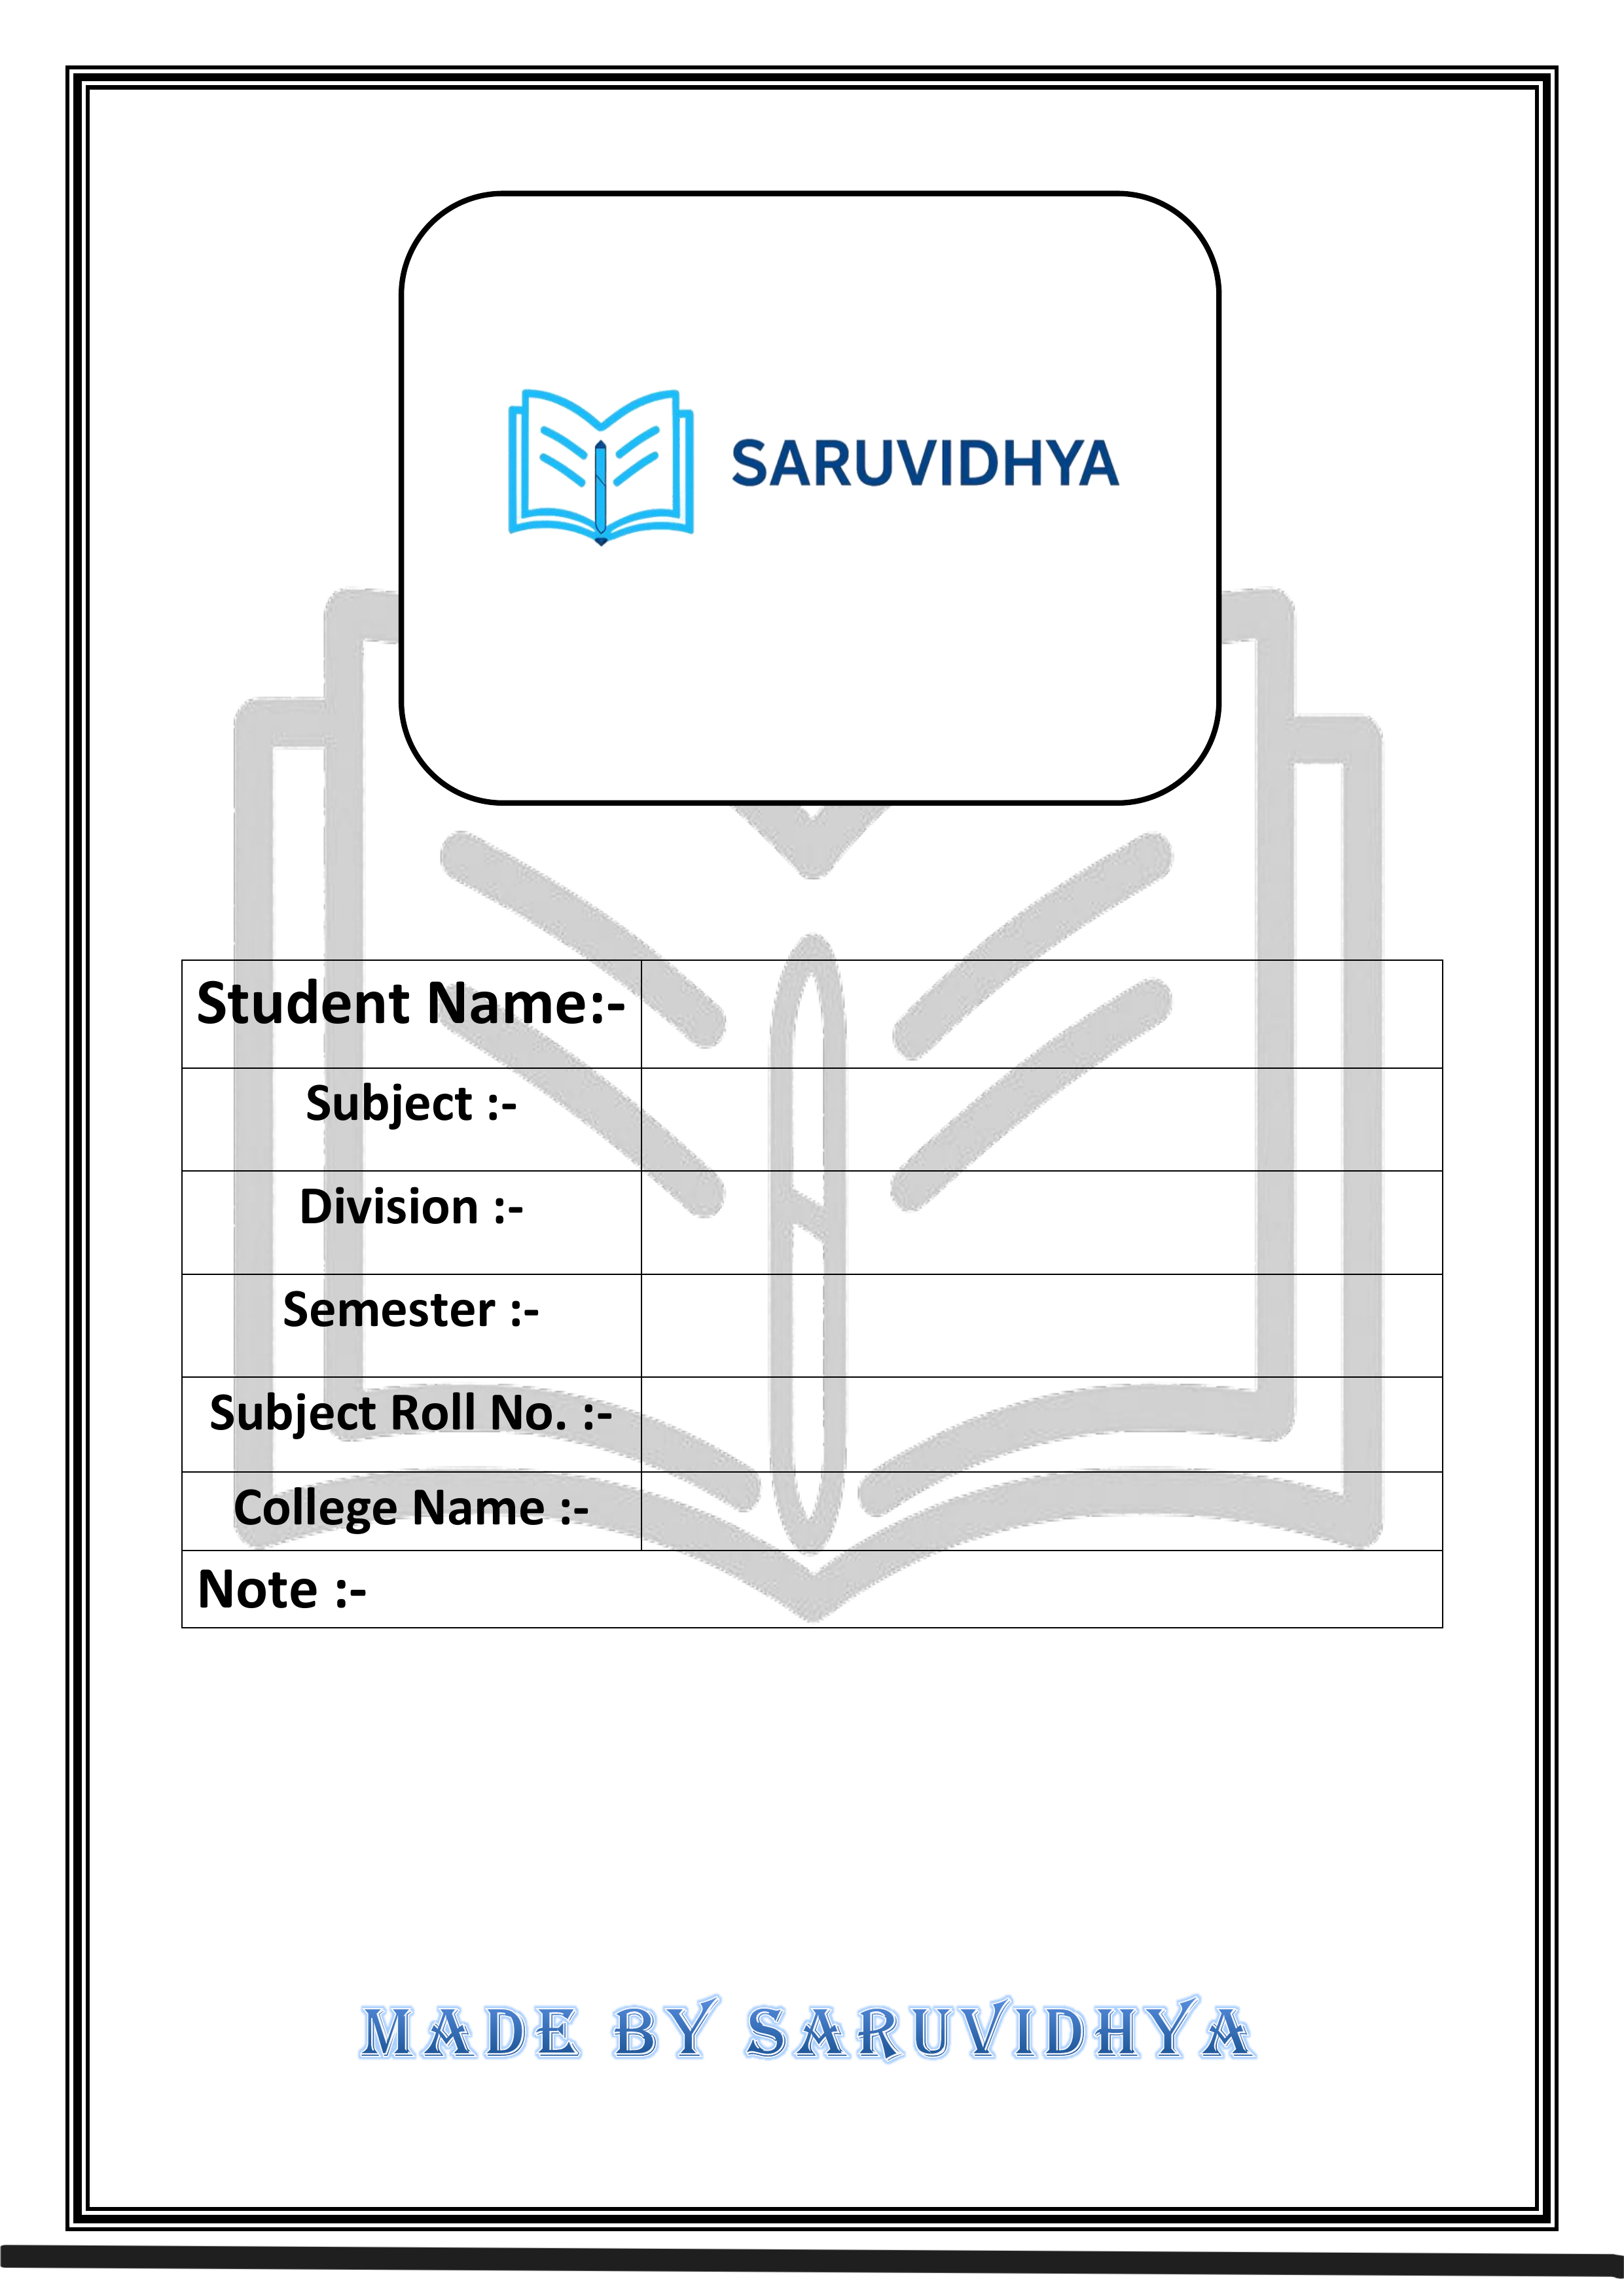 SARUVIDHYA
Student Name:-
Subject :-
Division :-
Semester :-
Subject Roll No. :-
College Name :-
Note :-
MADE BY SARUVIDHYA